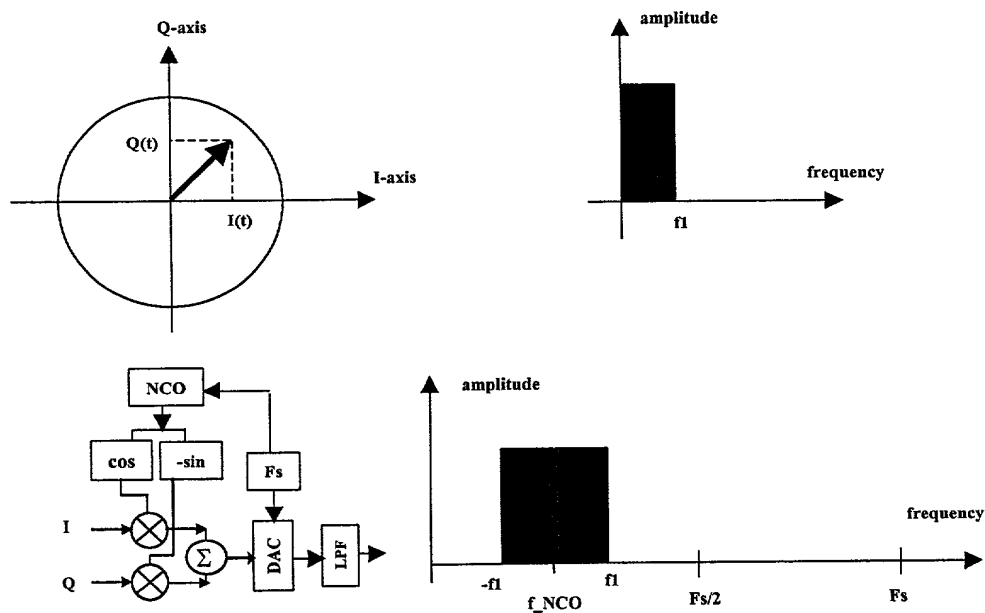 Q-axis
Q(t)
I-axis
I(t)
amplitude
frequency
f1
NCO
cos
-sin
Fs
I
Q
Σ
DAC
LPF
amplitude
frequency
-f1
f1
f_NCO
Fs/2
Fs